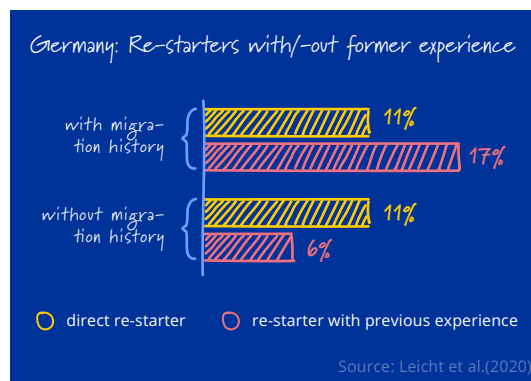 Germany: Re-starters with/-out former experience
with migra-
tion history
11%
17%
without migra-
tion history
11%
6%
direct re-starter
re-starter with previous experience
Source: Leicht et al.(2020)